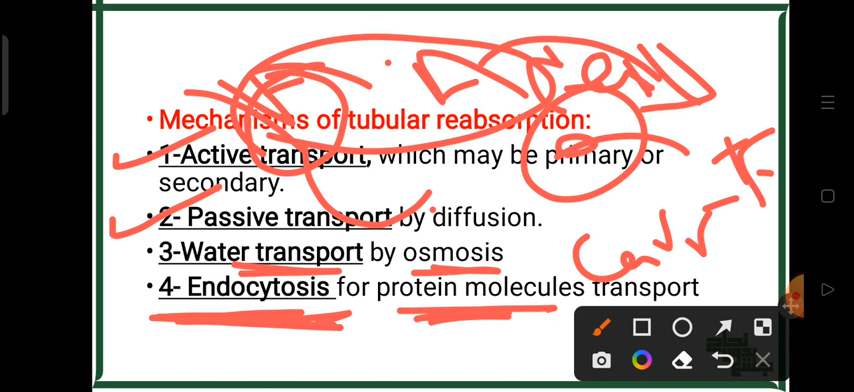 • Mechanisms of tubular reabsorption:
• 1-Active transport, which may be primary or
secondary.
• 2- Passive transport by diffusion.
• 3-Water transport by osmosis
• 4- Endocytosis for protein molecules transport